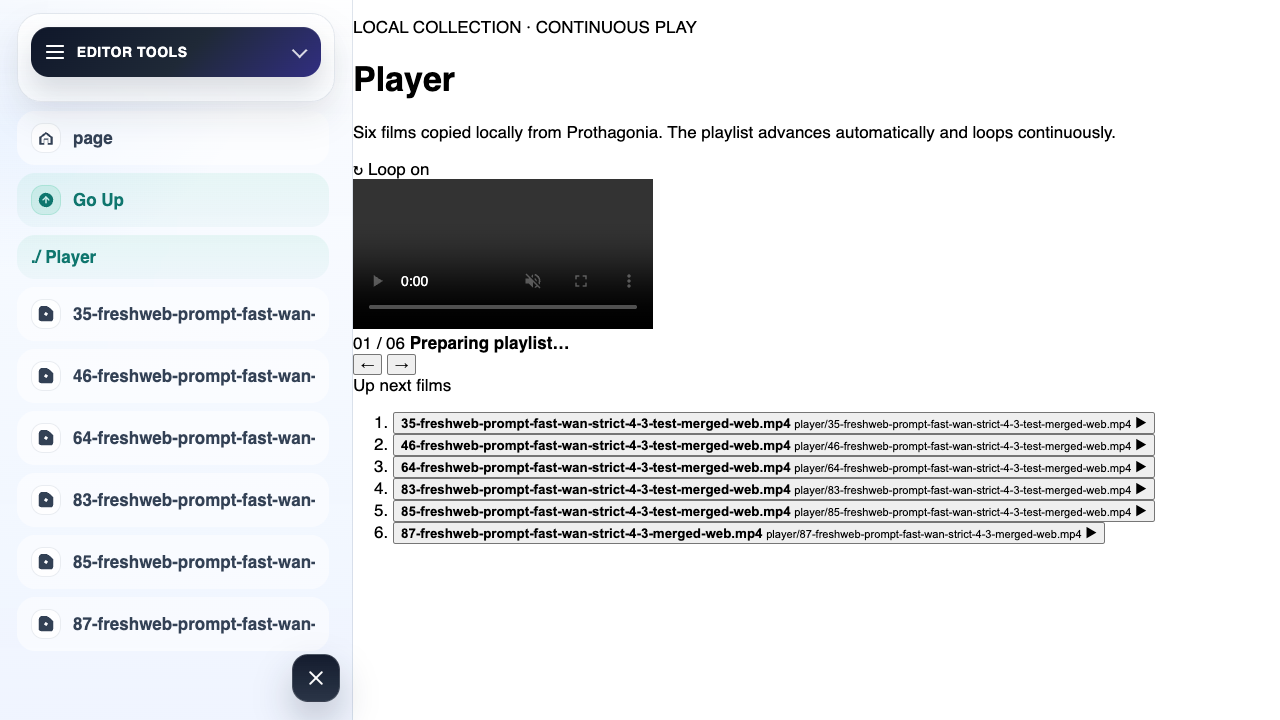 EDITOR TOOLS
page
Go Up
./ Player
35-freshweb-prompt-fast-wan-
46-freshweb-prompt-fast-wan-
64-freshweb-prompt-fast-wan-
83-freshweb-prompt-fast-wan-
85-freshweb-prompt-fast-wan-
87-freshweb-prompt-fast-wan-
LOCAL COLLECTION · CONTINUOUS PLAY
Player
Six films copied locally from Prothagonia. The playlist advances automatically and loops continuously.
↻ Loop on
0:00
01 / 06 Preparing playlist…
← →
Up next films
1. 35-freshweb-prompt-fast-wan-strict-4-3-test-merged-web.mp4 player/35-freshweb-prompt-fast-wan-strict-4-3-test-merged-web.mp4 ▶
2. 46-freshweb-prompt-fast-wan-strict-4-3-test-merged-web.mp4 player/46-freshweb-prompt-fast-wan-strict-4-3-test-merged-web.mp4 ▶
3. 64-freshweb-prompt-fast-wan-strict-4-3-test-merged-web.mp4 player/64-freshweb-prompt-fast-wan-strict-4-3-test-merged-web.mp4 ▶
4. 83-freshweb-prompt-fast-wan-strict-4-3-test-merged-web.mp4 player/83-freshweb-prompt-fast-wan-strict-4-3-test-merged-web.mp4 ▶
5. 85-freshweb-prompt-fast-wan-strict-4-3-test-merged-web.mp4 player/85-freshweb-prompt-fast-wan-strict-4-3-test-merged-web.mp4 ▶
6. 87-freshweb-prompt-fast-wan-strict-4-3-merged-web.mp4 player/87-freshweb-prompt-fast-wan-strict-4-3-merged-web.mp4 ▶